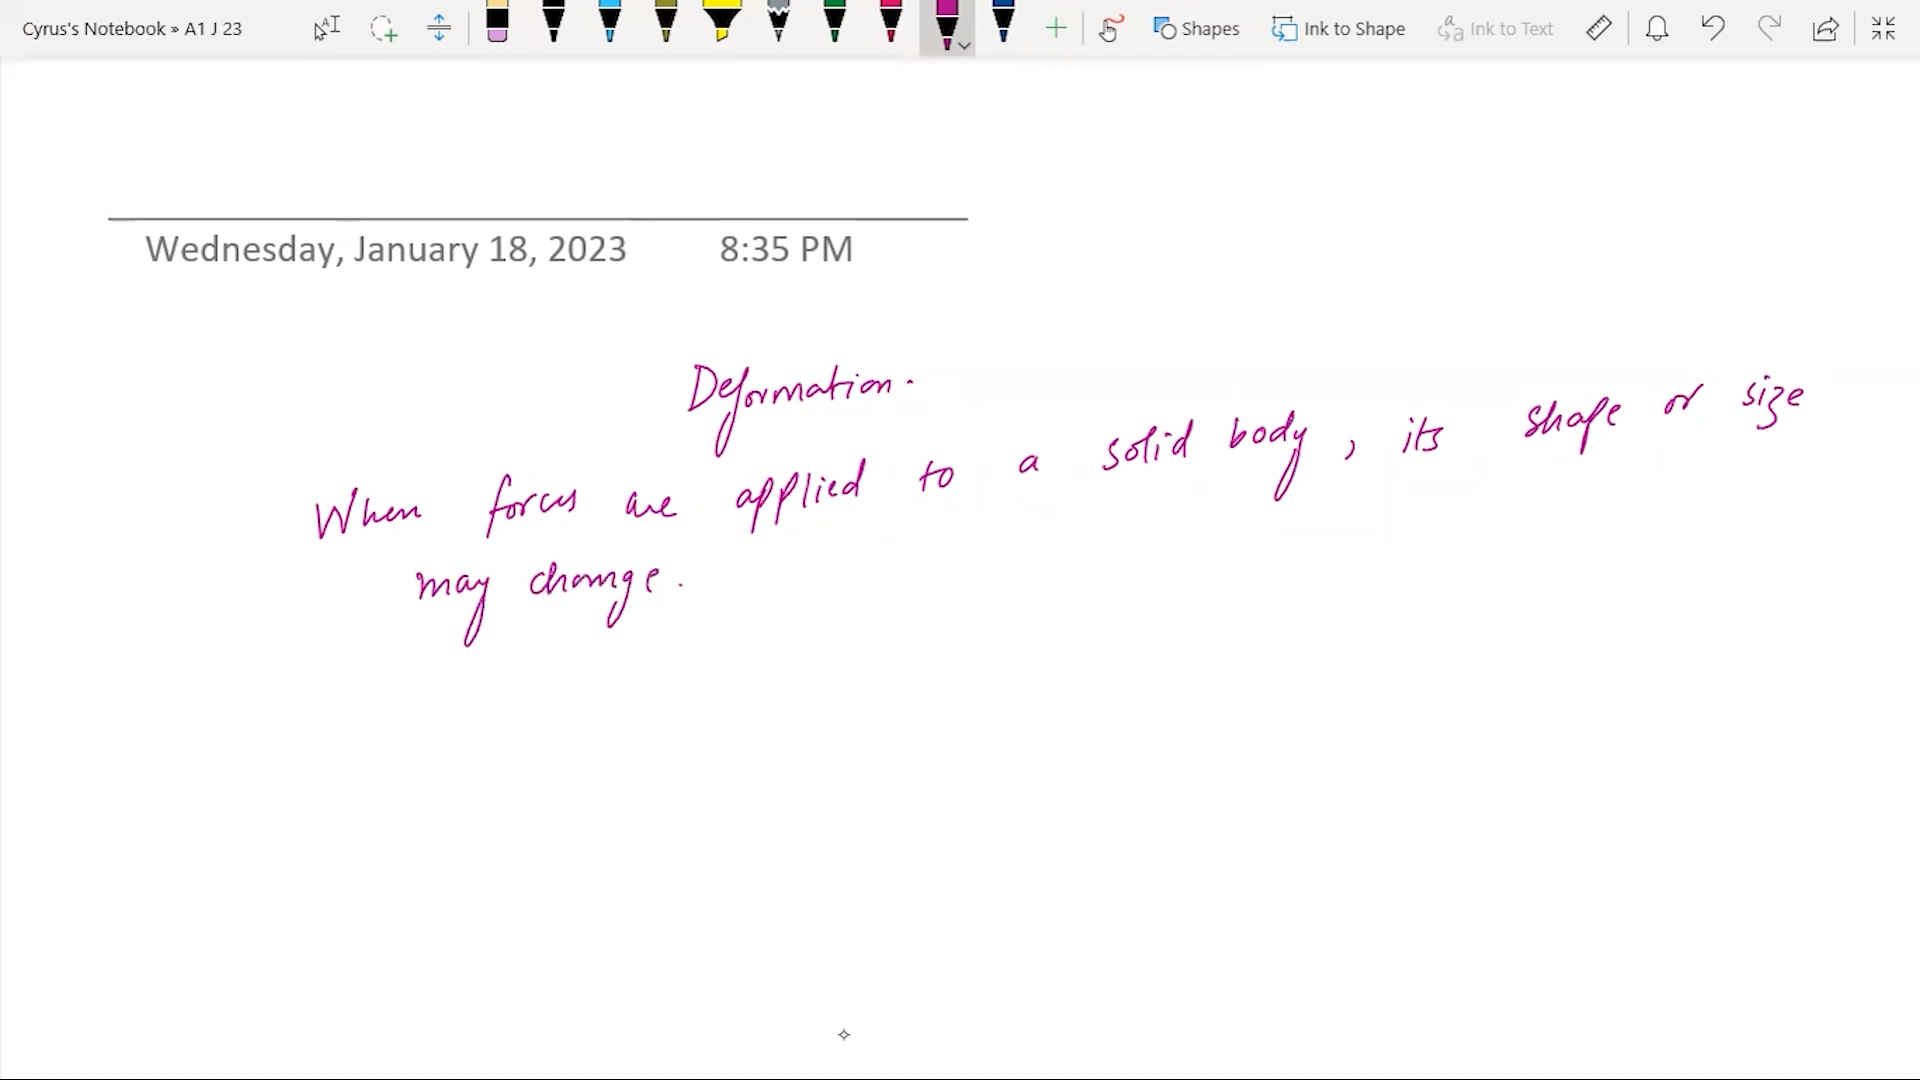 Cyrus's Notebook » A1 J 23 Shapes Ink to Shape Ink to Text
Wednesday, January 18, 2023 8:35 PM
Deformation.
When forces are applied to a solid body, its shape or size
may change.